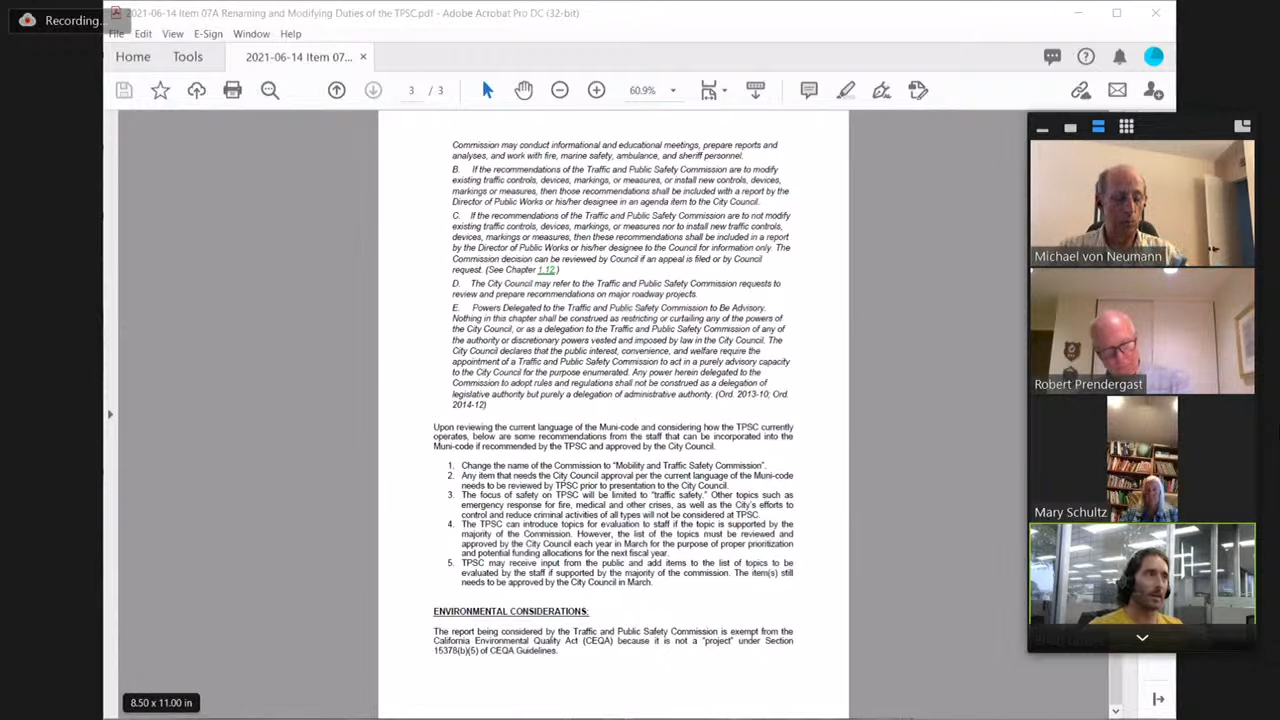 Recording...
2021-06-14 Item 07A Renaming and Modifying Duties of the TPSC.pdf - Adobe Acrobat Pro DC (32-bit)
File Edit View E-Sign Window Help
Home Tools 2021-06-14 Item 07... ×
3 / 3 60.9%
Commission may conduct informational and educational meetings, prepare reports and
analyses, and work with fire, marine safety, ambulance, and sheriff personnel.
B. If the recommendations of the Traffic and Public Safety Commission are to modify
existing traffic controls, devices, markings, or measures, or install new controls, devices,
markings or measures, then those recommendations shall be included with a report by the
Director of Public Works or his/her designee in an agenda item to the City Council.
C. If the recommendations of the Traffic and Public Safety Commission are to not modify
existing traffic controls, devices, markings, or measures nor to install new traffic controls,
devices, markings or measures, then these recommendations shall be included in a report
by the Director of Public Works or his/her designee to the Council for information only. The
Commission decision can be reviewed by Council if an appeal is filed or by Council
request. (See Chapter 1.12.)
D. The City Council may refer to the Traffic and Public Safety Commission requests to
review and prepare recommendations on major roadway projects.
E. Powers Delegated to the Traffic and Public Safety Commission to Be Advisory.
Nothing in this chapter shall be construed as restricting or curtailing any of the powers of
the City Council, or as a delegation to the Traffic and Public Safety Commission of any of
the authority or discretionary powers vested and imposed by law in the City Council. The
City Council declares that the public interest, convenience, and welfare require the
appointment of a Traffic and Public Safety Commission to act in a purely advisory capacity
to the City Council for the purpose enumerated. Any power herein delegated to the
Commission to adopt rules and regulations shall not be construed as a delegation of
legislative authority but purely a delegation of administrative authority. (Ord. 2013-10; Ord.
2014-12)
Upon reviewing the current language of the Muni-code and considering how the TPSC currently
operates, below are some recommendations from the staff that can be incorporated into the
Muni-code if recommended by the TPSC and approved by the City Council.
1. Change the name of the Commission to "Mobility and Traffic Safety Commission".
2. Any item that needs the City Council approval per the current language of the Muni-code
needs to be reviewed by TPSC prior to presentation to the City Council.
3. The focus of safety on TPSC will be limited to "traffic safety." Other topics such as
emergency response for fire, medical and other crises, as well as the City's efforts to
control and reduce criminal activities of all types will not be considered at TPSC.
4. The TPSC can introduce topics for evaluation to staff if the topic is supported by the
majority of the Commission. However, the list of the topics must be reviewed and
approved by the City Council each year in March for the purpose of proper prioritization
and potential funding allocations for the next fiscal year.
5. TPSC may receive input from the public and add items to the list of topics to be
evaluated by the staff if supported by the majority of the commission. The item(s) still
needs to be approved by the City Council in March.
ENVIRONMENTAL CONSIDERATIONS:
The report being considered by the Traffic and Public Safety Commission is exempt from the
California Environmental Quality Act (CEQA) because it is not a "project" under Section
15378(b)(5) of CEQA Guidelines.
8.50 x 11.00 in
Michael von Neumann
Robert Prendergast
Mary Schultz